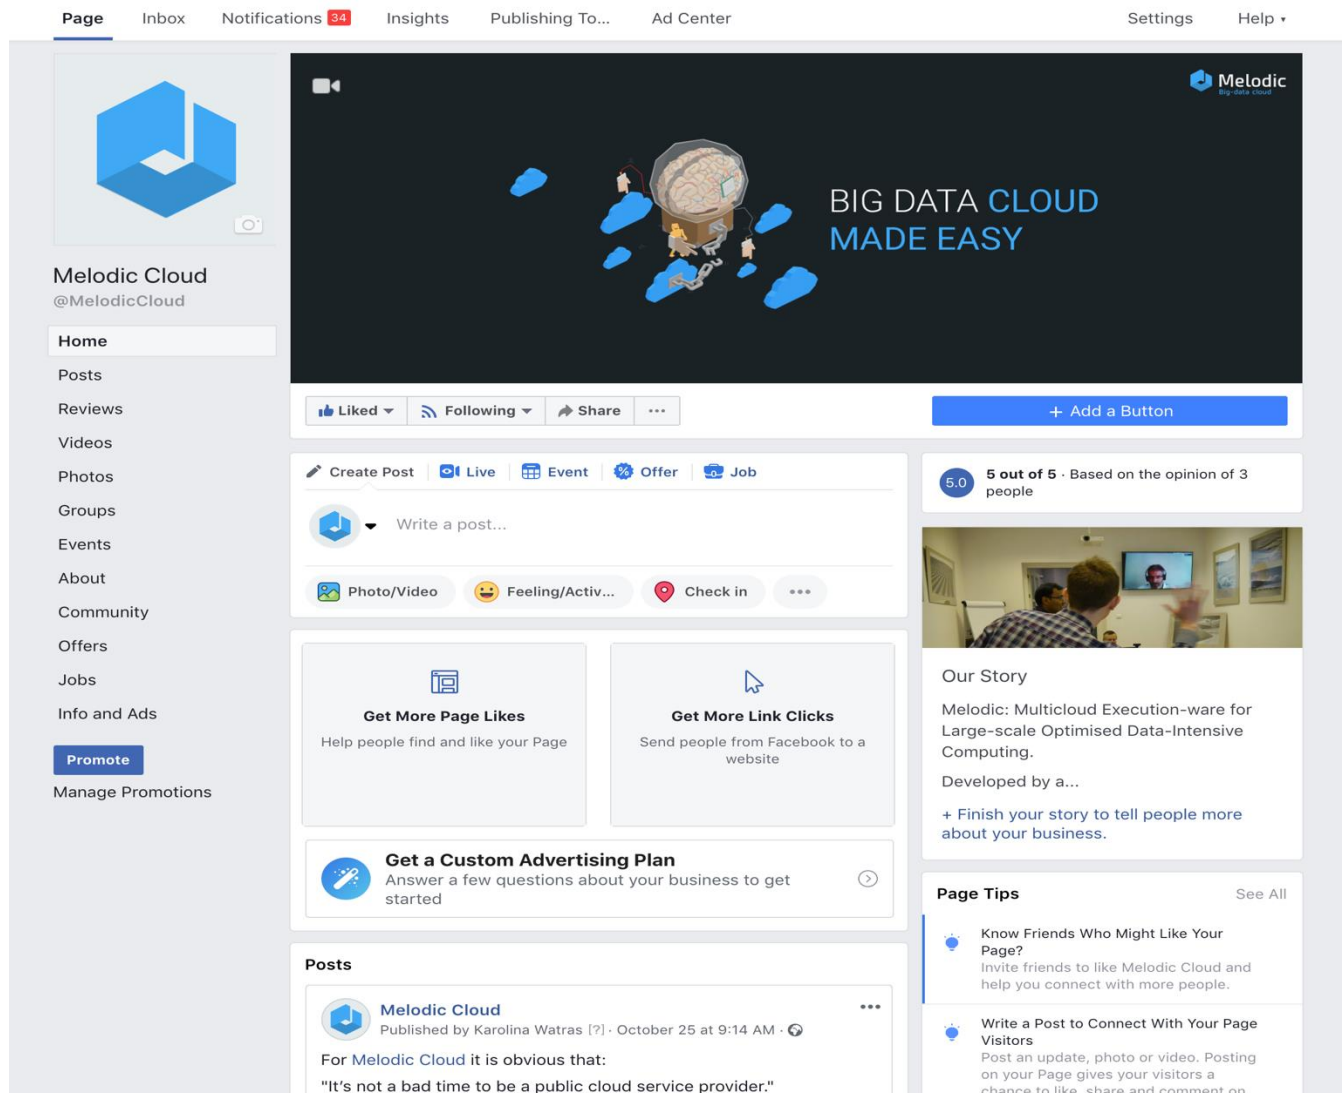 Page
Inbox
Notifications 34
Insights
Publishing To...
Ad Center
Settings
Help
Melodic
Big-data cloud
BIG DATA CLOUD
MADE EASY
Melodic Cloud
@MelodicCloud
Home
Posts
Reviews
Videos
Photos
Groups
Events
About
Community
Offers
Jobs
Info and Ads
Promote
Manage Promotions
Liked
Following
Share
+ Add a Button
Create Post
Live
Event
Offer
Job
Write a post...
Photo/Video
Feeling/Activ...
Check in
Get More Page Likes
Help people find and like your Page
Get More Link Clicks
Send people from Facebook to a
website
Get a Custom Advertising Plan
Answer a few questions about your business to get
started
Posts
Melodic Cloud
Published by Karolina Watras [?] · October 25 at 9:14 AM ·
For Melodic Cloud it is obvious that:
"It's not a bad time to be a public cloud service provider."
5.0
5 out of 5 · Based on the opinion of 3
people
Our Story
Melodic: Multicloud Execution-ware for
Large-scale Optimised Data-Intensive
Computing.
Developed by a...
+ Finish your story to tell people more
about your business.
Page Tips
See All
Know Friends Who Might Like Your
Page?
Invite friends to like Melodic Cloud and
help you connect with more people.
Write a Post to Connect With Your Page
Visitors
Post an update, photo or video. Posting
on your Page gives your visitors a
chance to like, share and comment on